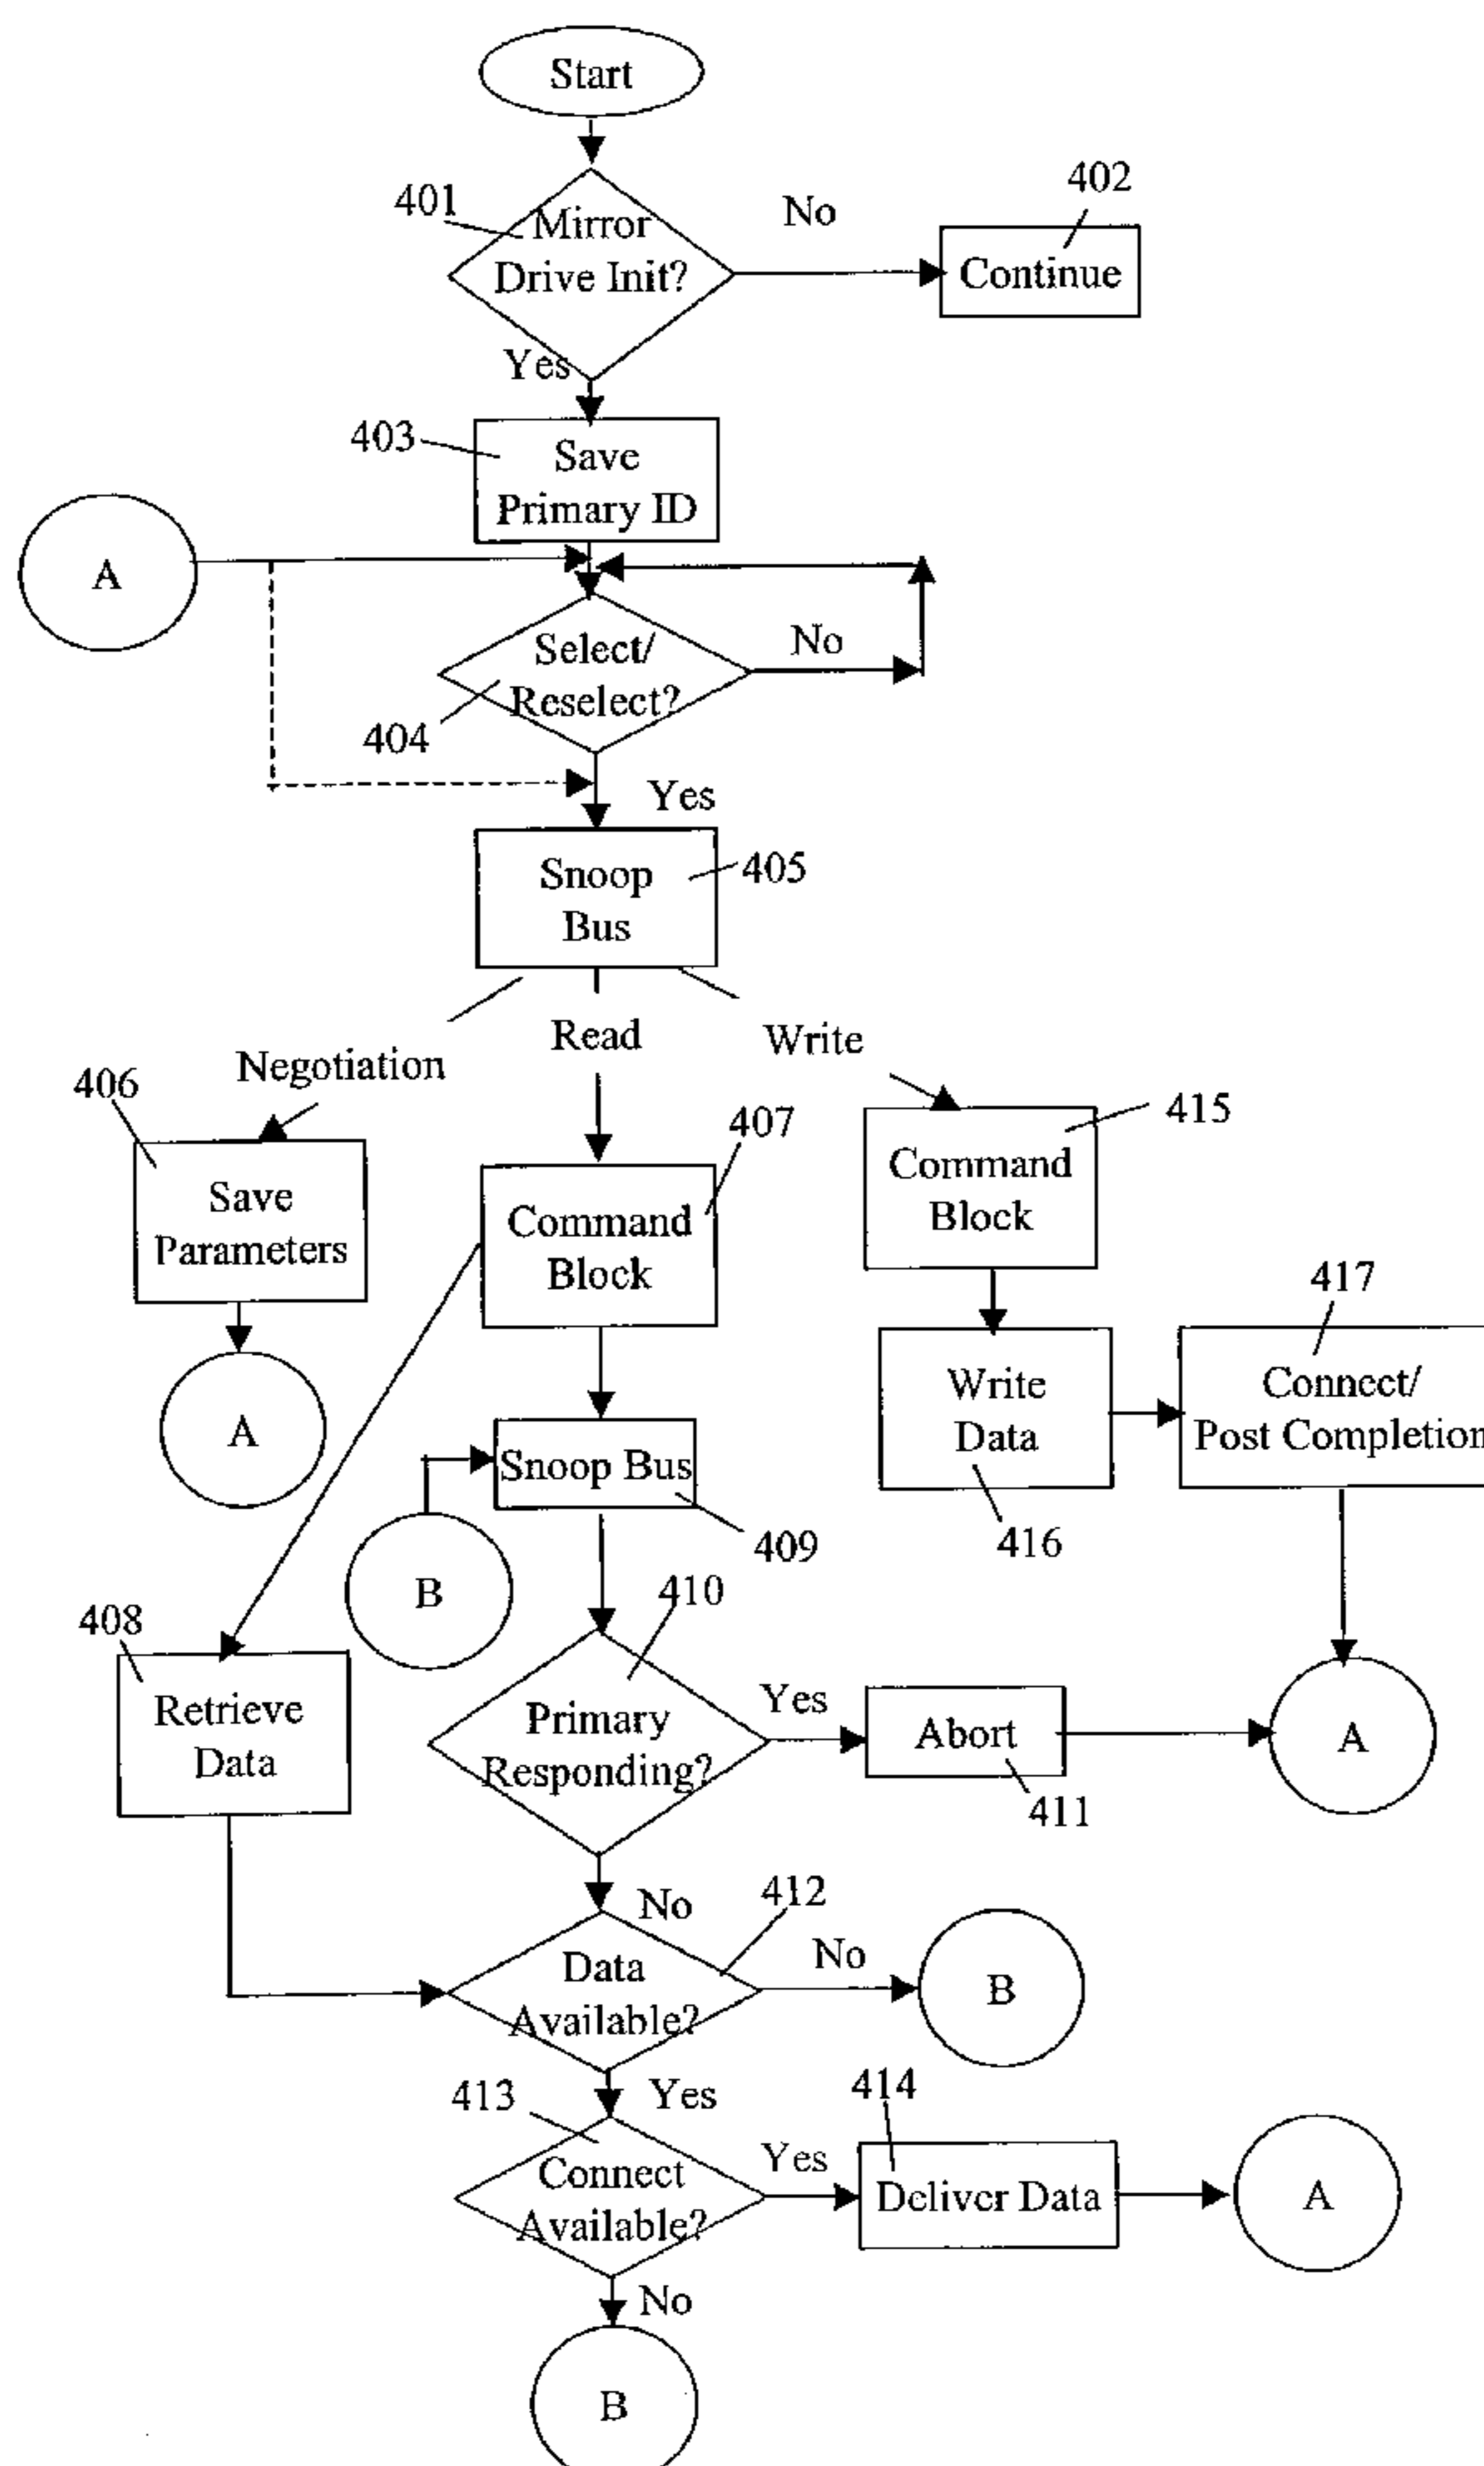 Start
401
Mirror
Drive Init?
No
402
Continue
Yes
403
Save
Primary ID
A
Select/
Reselect?
No
404
Yes
Snoop
Bus
405
Negotiation
Read
Write
406
Save
Parameters
A
407
Command
Block
415
Command
Block
Write
Data
416
417
Connect/
Post Completion
Snoop Bus
409
B
408
Retrieve
Data
410
Primary
Responding?
Yes
Abort
411
A
No
412
Data
Available?
No
B
Yes
413
Connect
Available?
Yes
414
Deliver Data
A
No
B